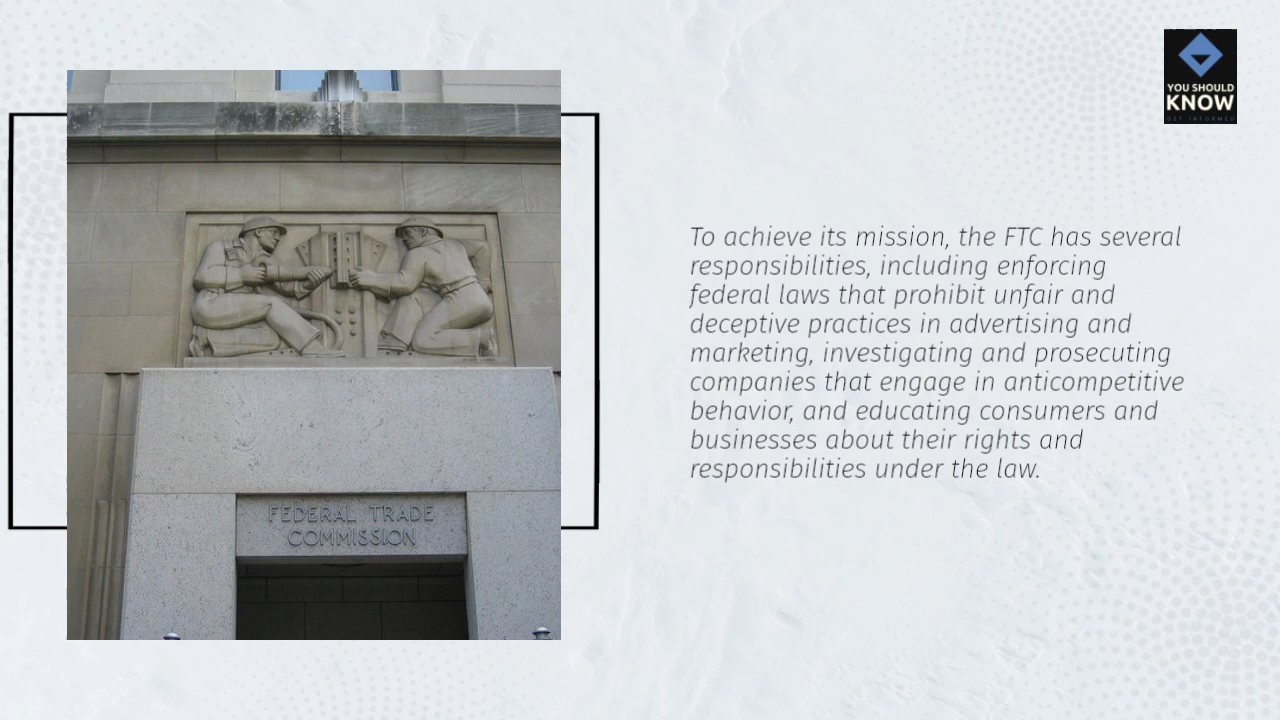 YOU SHOULD
KNOW
GET INFORMED
To achieve its mission, the FTC has several
responsibilities, including enforcing
federal laws that prohibit unfair and
deceptive practices in advertising and
marketing, investigating and prosecuting
companies that engage in anticompetitive
behavior, and educating consumers and
businesses about their rights and
responsibilities under the law.
FEDERAL TRADE
COMMISSION